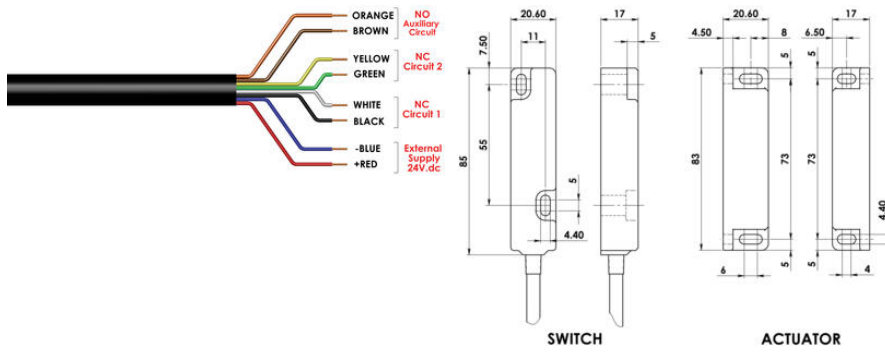 ORANGE
BROWN
NO
Auxiliary
Circuit
YELLOW
GREEN
NC
Circuit 2
WHITE
BLACK
NC
Circuit 1
-BLUE
+RED
External
Supply
24V.dc
20.60
11
7.50
55
85
5
4.40
17
5
SWITCH
20.60
4.50
8
5
83
73
5
6
17
6.50
5
73
4.40
5
4
ACTUATOR